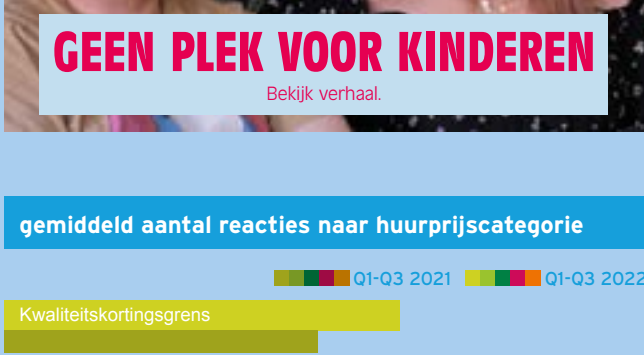 GEEN PLEK VOOR KINDEREN
Bekijk verhaal.
gemiddeld aantal reacties naar huurprijscategorie
Q1-Q3 2021 Q1-Q3 2022
Kwaliteitskortingsgrens